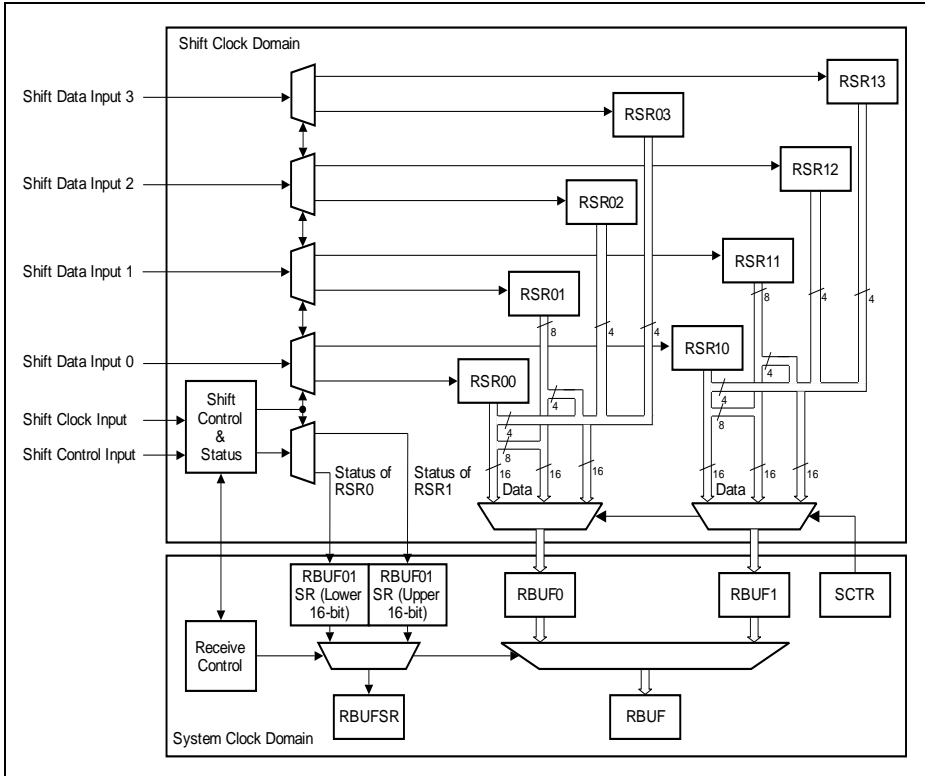 Shift Clock Domain
Shift Data Input 3
RSR13
RSR03
Shift Data Input 2
RSR12
RSR02
Shift Data Input 1
RSR11
RSR01
8
4
4
8
4
4
Shift Data Input 0
RSR10
RSR00
4
4
4
8
4
8
Shift Clock Input
Shift Control Input
Shift
Control
&
Status
Status of
RSR0
Status of
RSR1
16
16
16
Data
16
16
16
Data
RBUF01
SR (Lower
16-bit)
RBUF01
SR (Upper
16-bit)
RBUF0
RBUF1
SCTR
Receive
Control
RBUFSR
RBUF
System Clock Domain